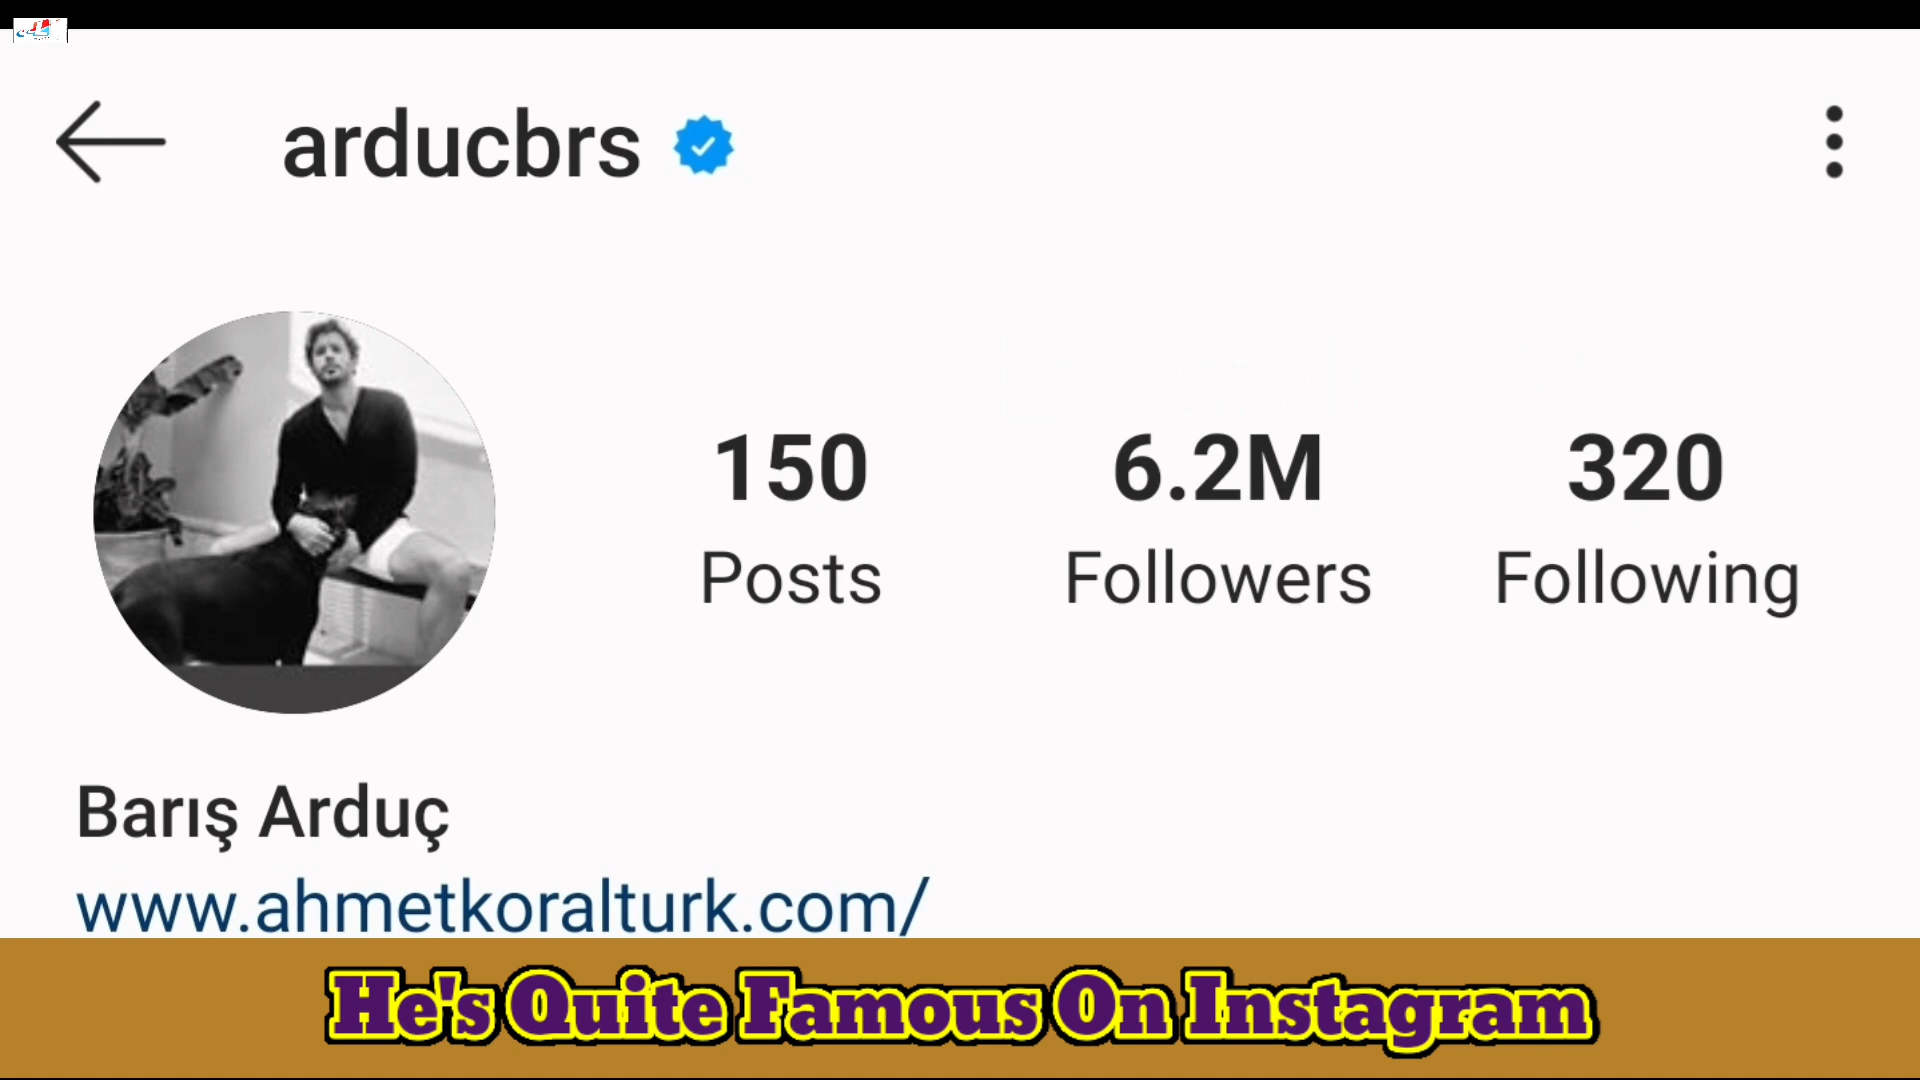 arducbrs
150
Posts
6.2M
Followers
320
Following
Barış Arduç
www.ahmetkoralturk.com/
He's Quite Famous On Instagram